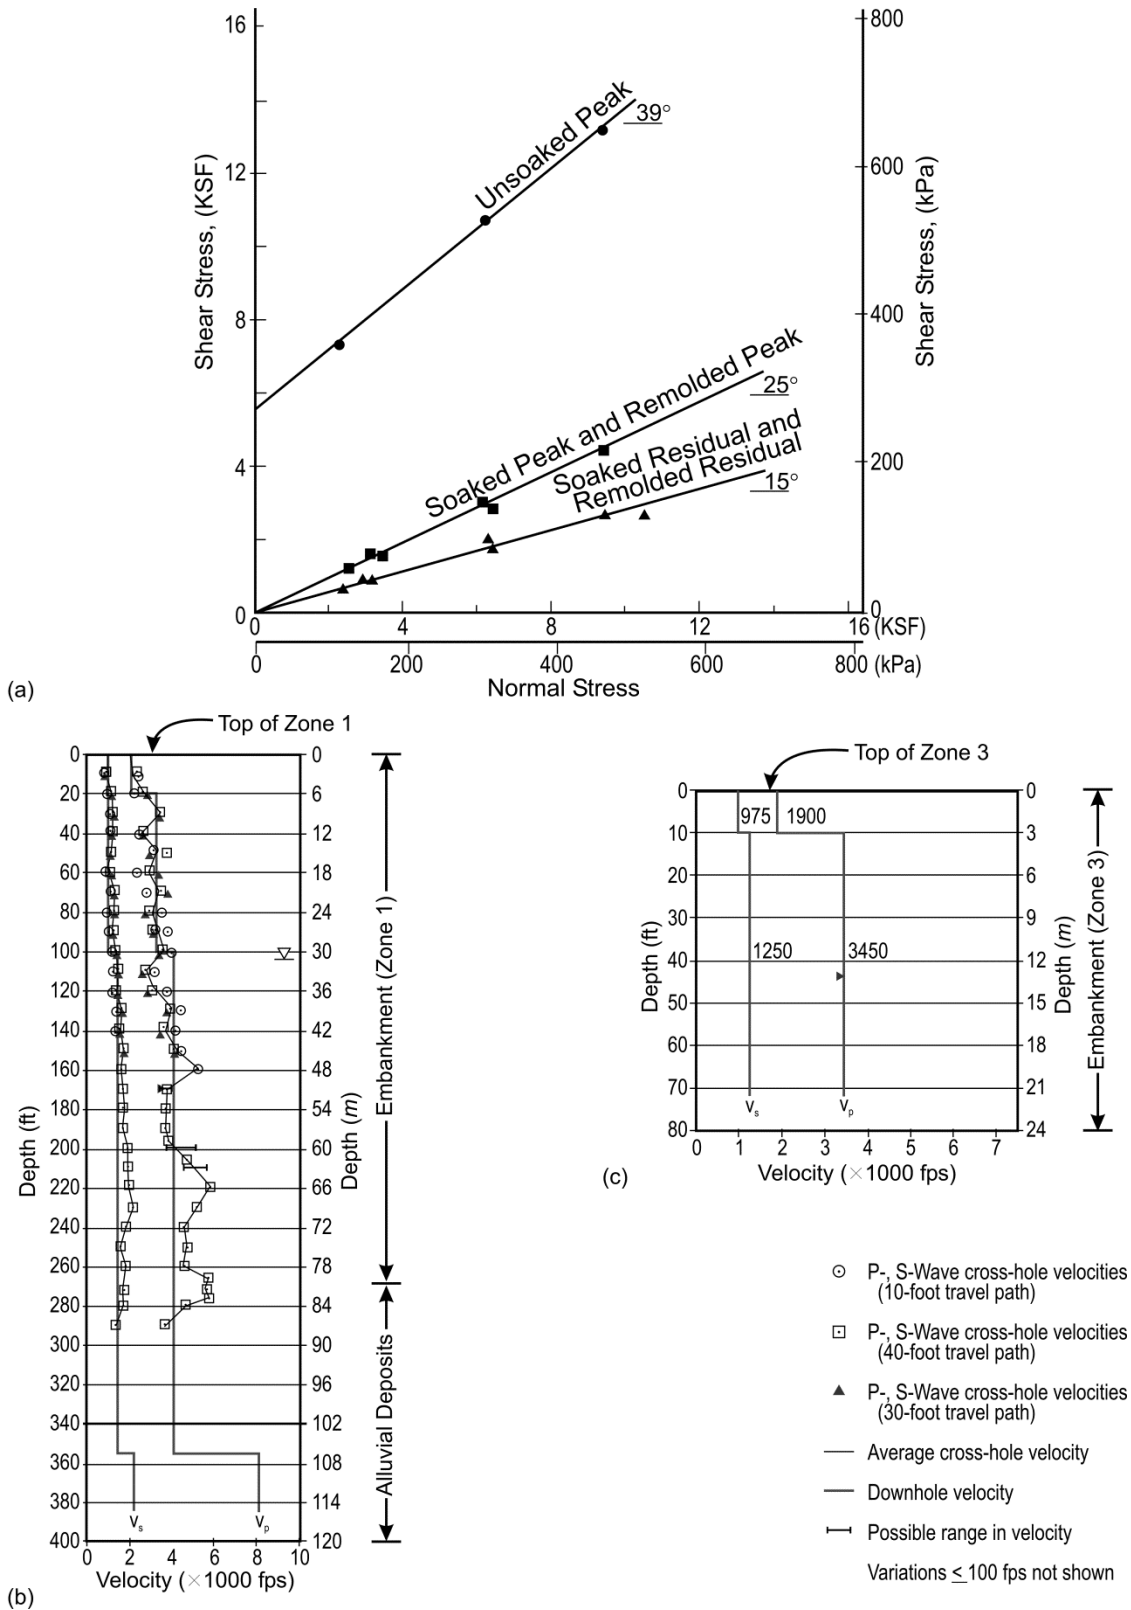 16
12
8
4
0
Shear Stress, (KSF)
800
600
400
200
0
Shear Stress, (kPa)
Unsoaked Peak
39°
Soaked Peak and Remolded Peak
25°
Soaked Residual and
Remolded Residual
15°
0 4 8 12 16 (KSF)
0 200 400 600 800 (kPa)
Normal Stress
(a)
Top of Zone 1
0 0
20 6
40 12
60 18
80 24
100 30
120 36
140 42
160 48
180 54
200 60
220 66
240 72
260 78
280 84
300 90
320 96
340 102
360 108
380 114
400 120
Depth (ft)
Depth (m)
Vs
Vp
0 2 4 6 8 10
Velocity (×1000 fps)
Embankment (Zone 1)
Alluvial Deposits
(b)
Top of Zone 3
0 0
10 3
20 6
30 9
40 12
50 15
60 18
70 21
80 24
Depth (ft)
Depth (m)
975 1900
1250 3450
Vs
Vp
0 1 2 3 4 5 6 7
Velocity (×1000 fps)
Embankment (Zone 3)
(c)
P-, S-Wave cross-hole velocities
(10-foot travel path)
P-, S-Wave cross-hole velocities
(40-foot travel path)
P-, S-Wave cross-hole velocities
(30-foot travel path)
Average cross-hole velocity
Downhole velocity
Possible range in velocity
Variations ≤ 100 fps not shown